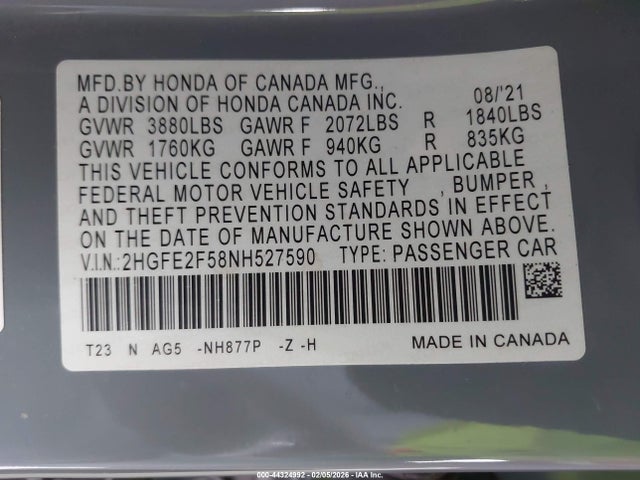 MFD.BY HONDA OF CANADA MFG.,
A DIVISION OF HONDA CANADA INC. 08/'21
GVWR 3880LBS GAWR F 2072LBS R 1840LBS
GVWR 1760KG GAWR F 940KG R 835KG
THIS VEHICLE CONFORMS TO ALL APPLICABLE
FEDERAL MOTOR VEHICLE SAFETY , BUMPER ,
AND THEFT PREVENTION STANDARDS IN EFFECT
ON THE DATE OF MANUFACTURE SHOWN ABOVE.
V.I.N.:2HGFE2F58NH527590 TYPE: PASSENGER CAR
T23 N AG5 -NH877P -Z -H MADE IN CANADA
000-44324992 - 02/05/2026 - IAA Inc.